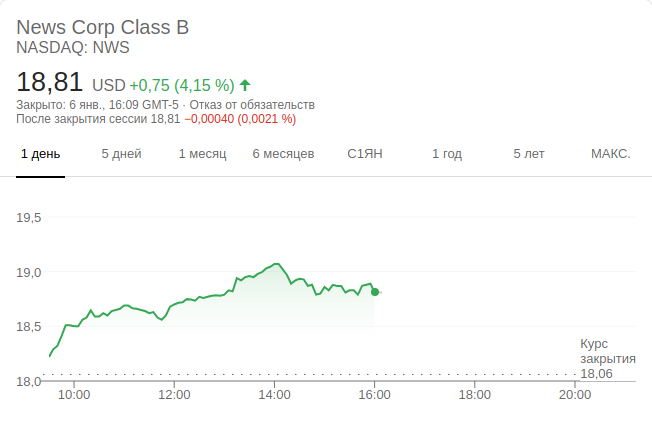 News Corp Class B
NASDAQ: NWS
18,81 USD +0,75 (4,15 %)
Закрыто: 6 янв., 16:09 GMT-5 · Отказ от обязательств
После закрытия сессии 18,81 −0,00040 (0,0021 %)
1 день 5 дней 1 месяц 6 месяцев С1ЯН 1 год 5 лет МАКС.
19,5
19,0
18,5
Курс
закрытия
18,06
18,0
10:00 12:00 14:00 16:00 18:00 20:00